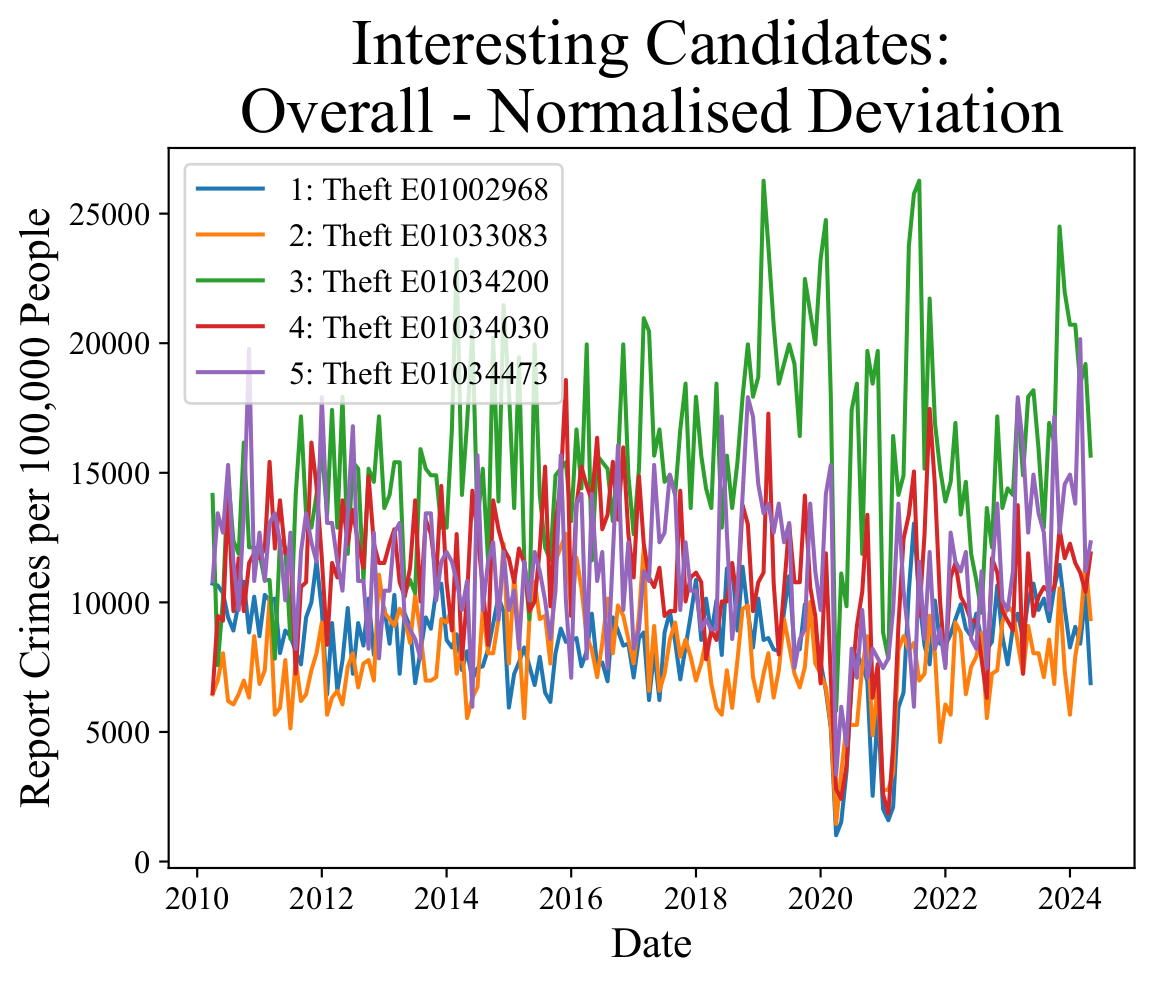 Interesting Candidates:
Overall - Normalised Deviation
Report Crimes per 100,000 People
25000
20000
15000
10000
5000
0
1: Theft E01002968
2: Theft E01033083
3: Theft E01034200
4: Theft E01034030
5: Theft E01034473
2010 2012 2014 2016 2018 2020 2022 2024
Date